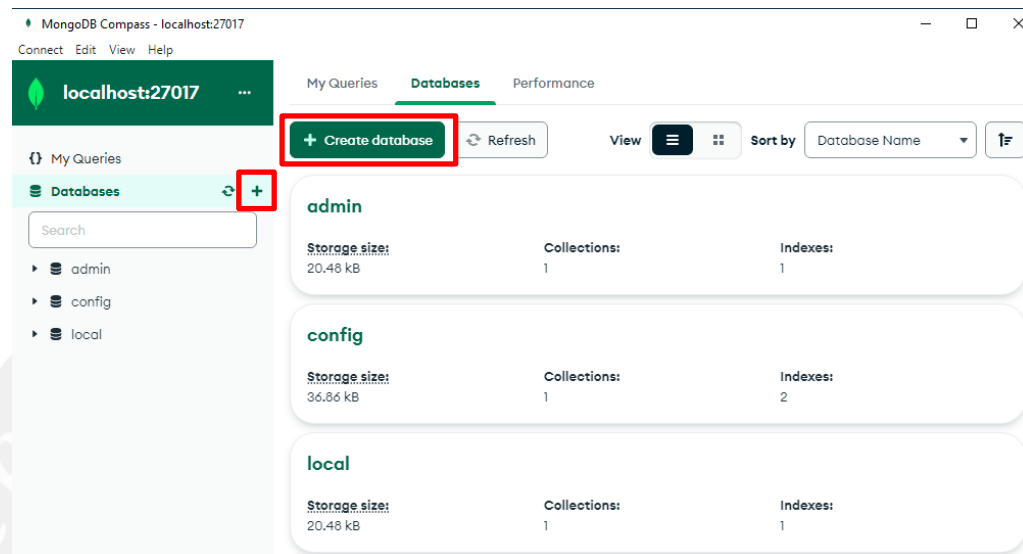 MongoDB Compass - localhost:27017
Connect Edit View Help
localhost:27017 ...
{} My Queries
Databases +
Search
admin
config
local
My Queries Databases Performance
+ Create database Refresh View Sort by Database Name
admin
Storage size: Collections: Indexes:
20.48 kB 1 1
config
Storage size: Collections: Indexes:
36.86 kB 1 2
local
Storage size: Collections: Indexes:
20.48 kB 1 1